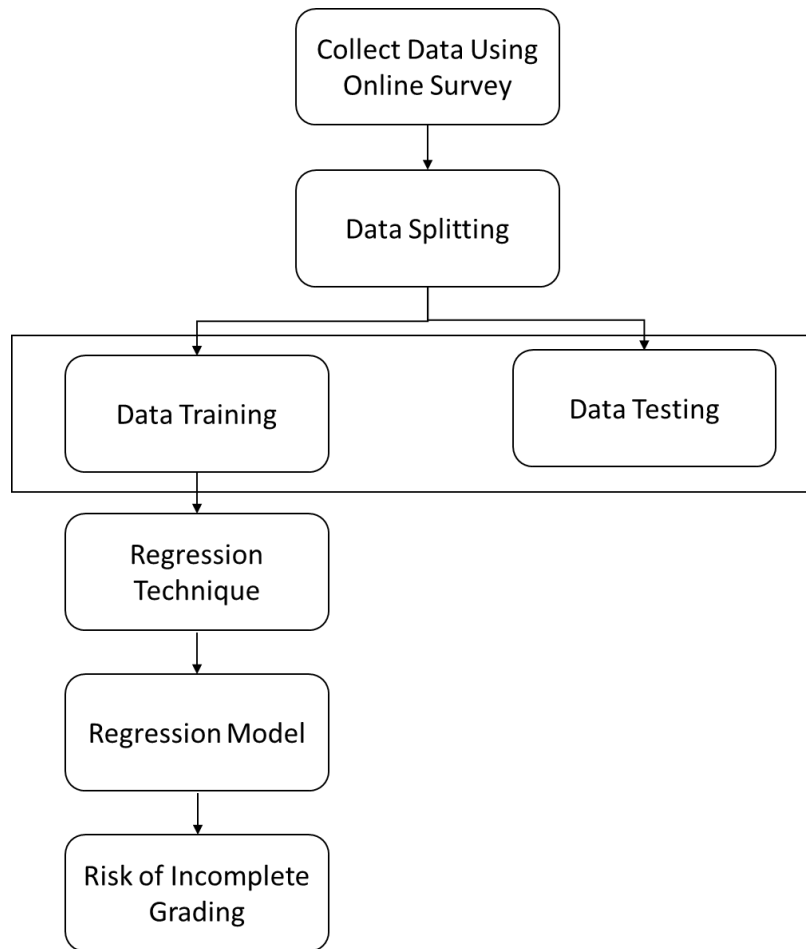 Collect Data Using
Online Survey
Data Splitting
Data Training
Data Testing
Regression
Technique
Regression Model
Risk of Incomplete
Grading